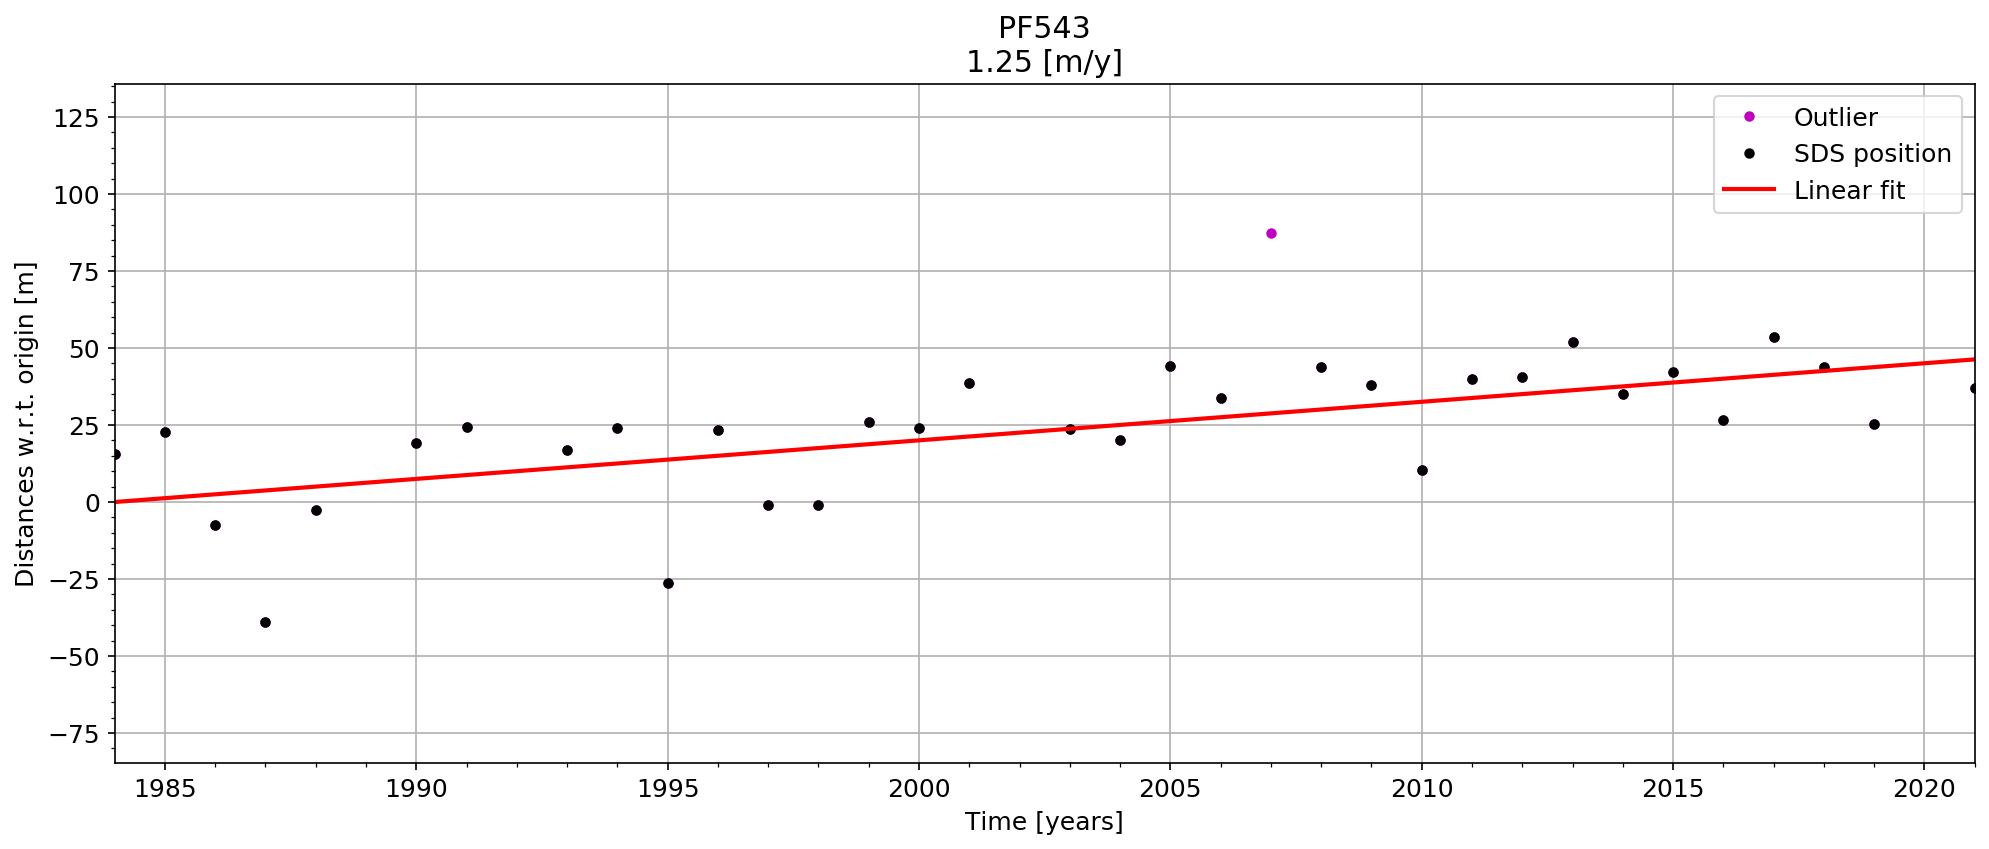 PF543
1.25 [m/y]
Outlier
SDS position
Linear fit
Distances w.r.t. origin [m]
125
100
75
50
25
0
−25
−50
−75
1985
1990
1995
2000
2005
2010
2015
2020
Time [years]